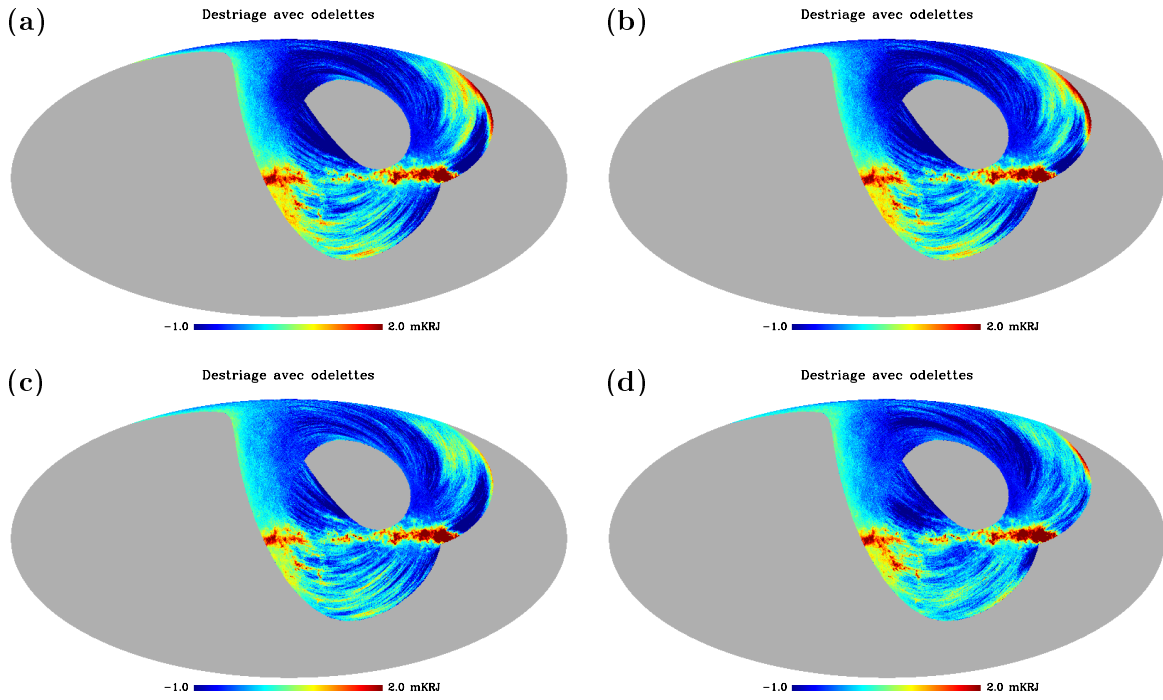 (a) Destriage avec odelettes
-1.0 2.0 mKRJ
(b) Destriage avec odelettes
-1.0 2.0 mKRJ
(c) Destriage avec odelettes
-1.0 2.0 mKRJ
(d) Destriage avec odelettes
-1.0 2.0 mKRJ